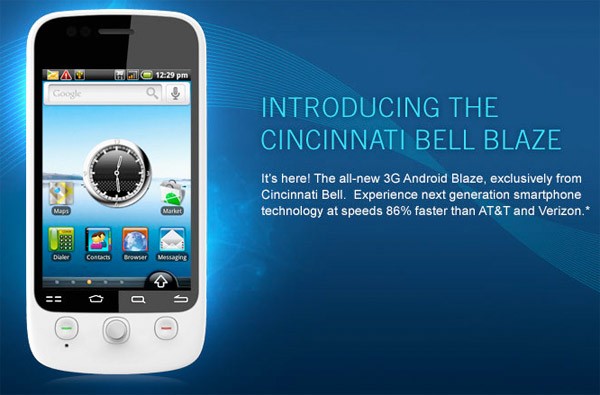 12:29 pm
Google
Maps
Market
Dialer Contacts Browser Messaging
INTRODUCING THE
CINCINNATI BELL BLAZE
It's here! The all-new 3G Android Blaze, exclusively from
Cincinnati Bell. Experience next generation smartphone
technology at speeds 86% faster than AT&T and Verizon.*